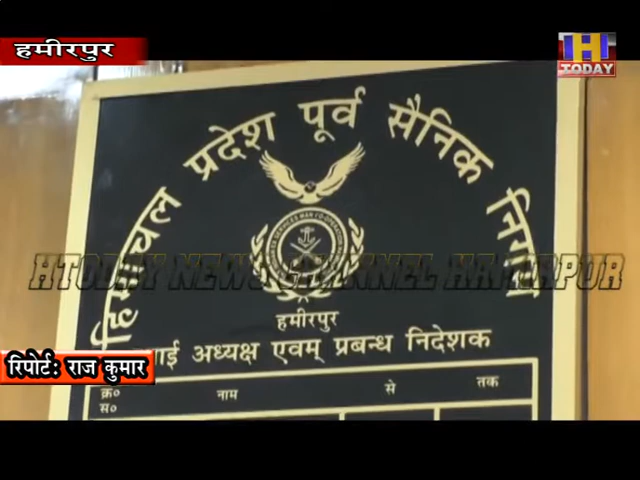 हमीरपुर
H
TODAY
हिमाचल प्रदेश पूर्व सैनिक निगम
HTODAY NEWS CHANNEL HAMIRPUR
हमीरपुर
अध्यक्ष एवम् प्रबन्ध निदेशक
रिपोर्ट: राज कुमार
क्र० स० नाम से तक